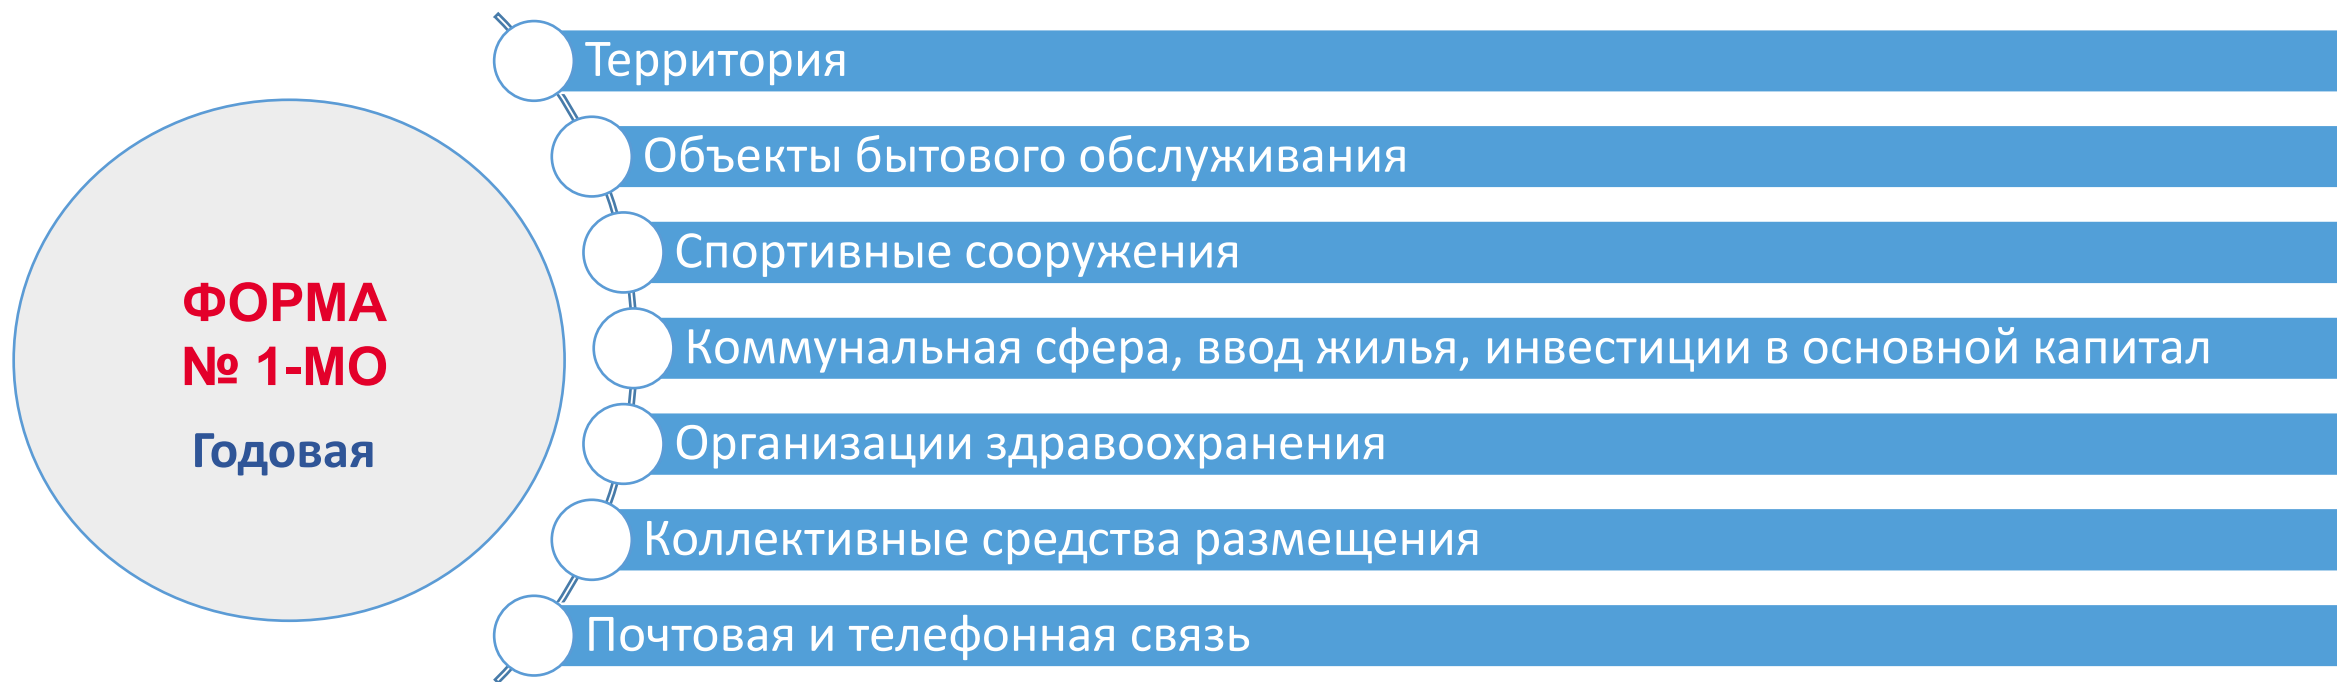 ФОРМА
№ 1-МО
Годовая
Территория
Объекты бытового обслуживания
Спортивные сооружения
Коммунальная сфера, ввод жилья, инвестиции в основной капитал
Организации здравоохранения
Коллективные средства размещения
Почтовая и телефонная связь